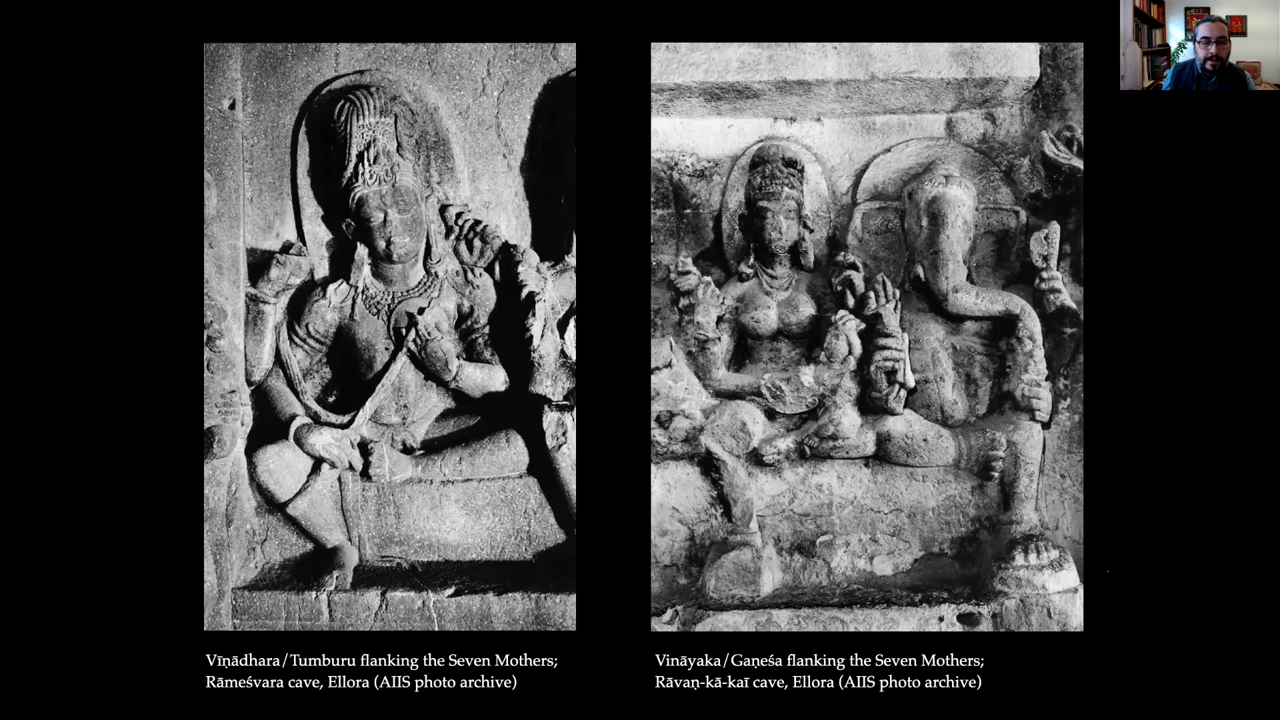 Vīṇādhara/Tumburu flanking the Seven Mothers;
Rāmeśvara cave, Ellora (AIIS photo archive)
Vināyaka/Gaṇeśa flanking the Seven Mothers;
Rāvaṇ-kā-kaī cave, Ellora (AIIS photo archive)